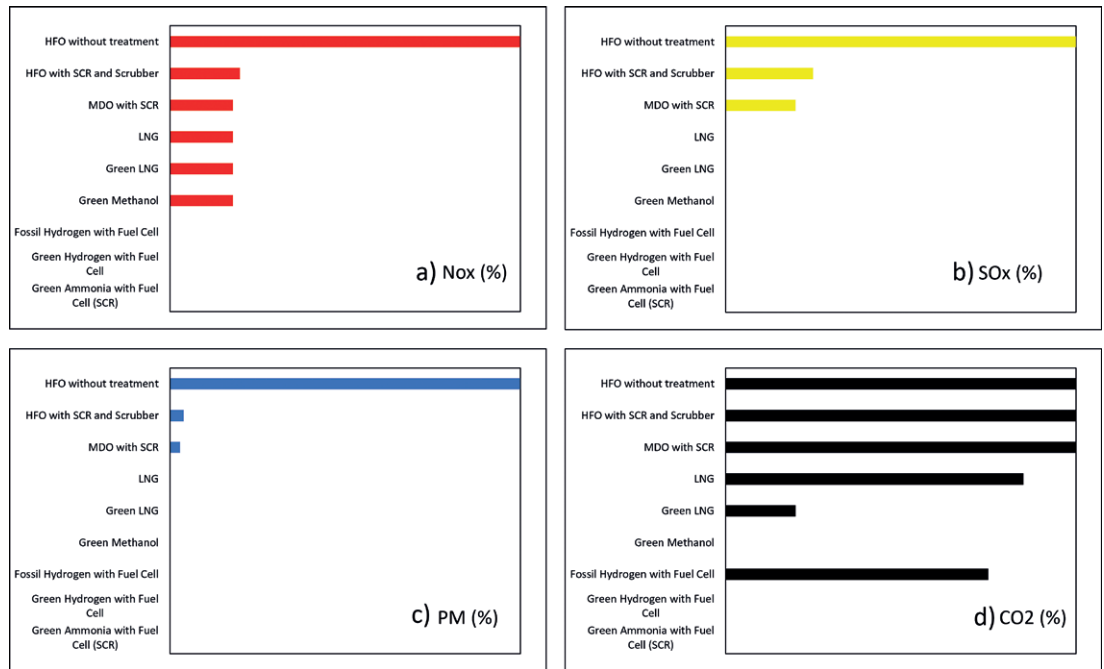 HFO without treatment
HFO with SCR and Scrubber
MDO with SCR
LNG
Green LNG
Green Methanol
Fossil Hydrogen with Fuel Cell
Green Hydrogen with Fuel
Cell
Green Ammonia with Fuel
Cell (SCR)
a) Nox (%)
HFO without treatment
HFO with SCR and Scrubber
MDO with SCR
LNG
Green LNG
Green Methanol
Fossil Hydrogen with Fuel Cell
Green Hydrogen with Fuel
Cell
Green Ammonia with Fuel
Cell (SCR)
b) SOx (%)
HFO without treatment
HFO with SCR and Scrubber
MDO with SCR
LNG
Green LNG
Green Methanol
Fossil Hydrogen with Fuel Cell
Green Hydrogen with Fuel
Cell
Green Ammonia with Fuel
Cell (SCR)
c) PM (%)
HFO without treatment
HFO with SCR and Scrubber
MDO with SCR
LNG
Green LNG
Green Methanol
Fossil Hydrogen with Fuel Cell
Green Hydrogen with Fuel
Cell
Green Ammonia with Fuel
Cell (SCR)
d) CO2 (%)